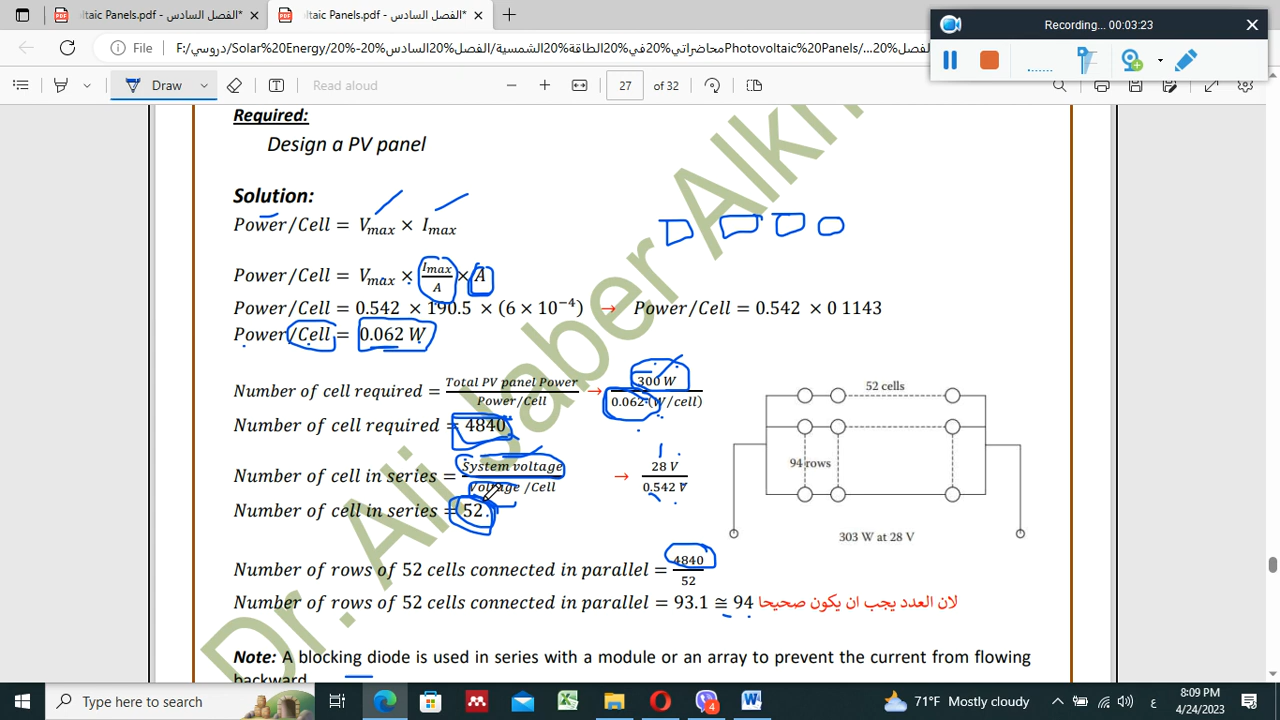 *الفصل السادس - ltaic Panels.pdf
*الفصل السادس - ltaic Panels.pdf
Recording... 00:03:23
File
F:/دروسي/Solar%20Energy/محاضراتي%20في%20الطاقة%20الشمسية/الفصل%20السادس%20-%20Photovoltaic%20Panels/الفصل%20...
Draw
Read aloud
27 of 32
Required:
Design a PV panel
Solution:
Power/Cell = Vmax × Imax
Power/Cell = Vmax × Imax/A × A
Power/Cell = 0.542 × 190.5 × (6 × 10⁻⁴) → Power/Cell = 0.542 × 0 1143
Power/Cell = 0.062 W
Number of cell required = Total PV panel Power / Power/Cell → 300 W / 0.062 (W/cell)
Number of cell required = 4840
Number of cell in series = System voltage / Voltage /Cell → 28 V / 0.542 V
Number of cell in series = 52
52 cells
94 rows
303 W at 28 V
Number of rows of 52 cells connected in parallel = 4840 / 52
Number of rows of 52 cells connected in parallel = 93.1 ≅ 94 لان العدد يجب ان يكون صحيحا
Note: A blocking diode is used in series with a module or an array to prevent the current from flowing
backward
Dr. Ali Jaber Alkh
Type here to search
4
71°F Mostly cloudy
ع
8:09 PM
4/24/2023